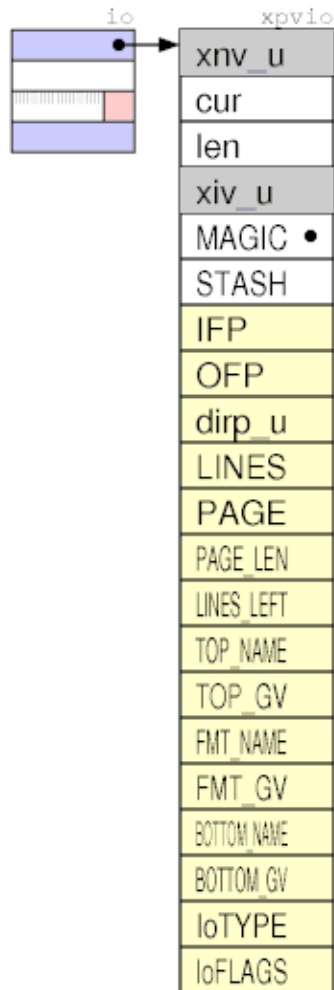 io xpvio
xnv_u
cur
len
xiv_u
MAGIC
STASH
IFP
OFP
dirp_u
LINES
PAGE
PAGE_LEN
LINES_LEFT
TOP_NAME
TOP_GV
FMT_NAME
FMT_GV
BOTTOM_NAME
BOTTOM_GV
IoTYPE
IoFLAGS